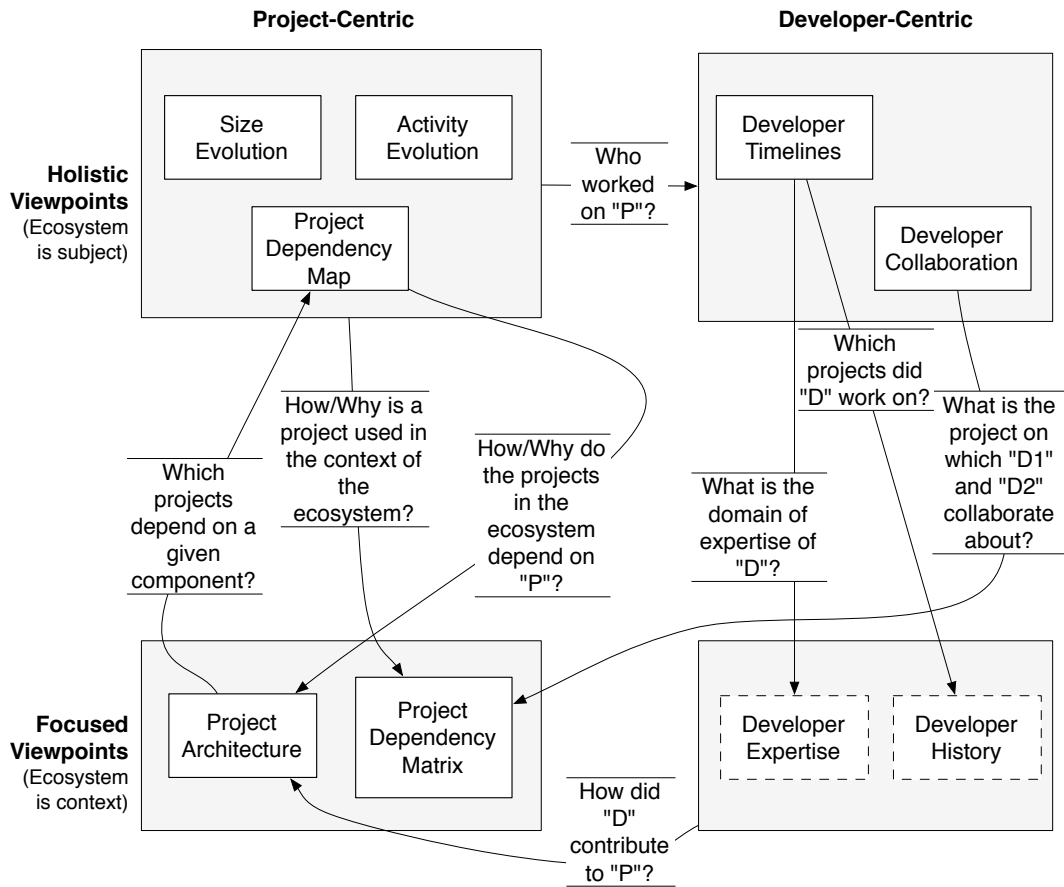 Project-Centric
Developer-Centric
Holistic
Viewpoints
(Ecosystem
is subject)
Size
Evolution
Activity
Evolution
Project
Dependency
Map
Who
worked
on "P"?
Developer
Timelines
Developer
Collaboration
Which
projects
depend on a
given
component?
How/Why is a
project used in
the context of
the
ecosystem?
How/Why do
the projects
in the
ecosystem
depend on
"P"?
Which
projects did
"D" work on?
What is the
domain of
expertise of
"D"?
What is the
project on
which "D1"
and "D2"
collaborate
about?
Focused
Viewpoints
(Ecosystem
is context)
Project
Architecture
Project
Dependency
Matrix
Developer
Expertise
Developer
History
How did
"D"
contribute
to "P"?